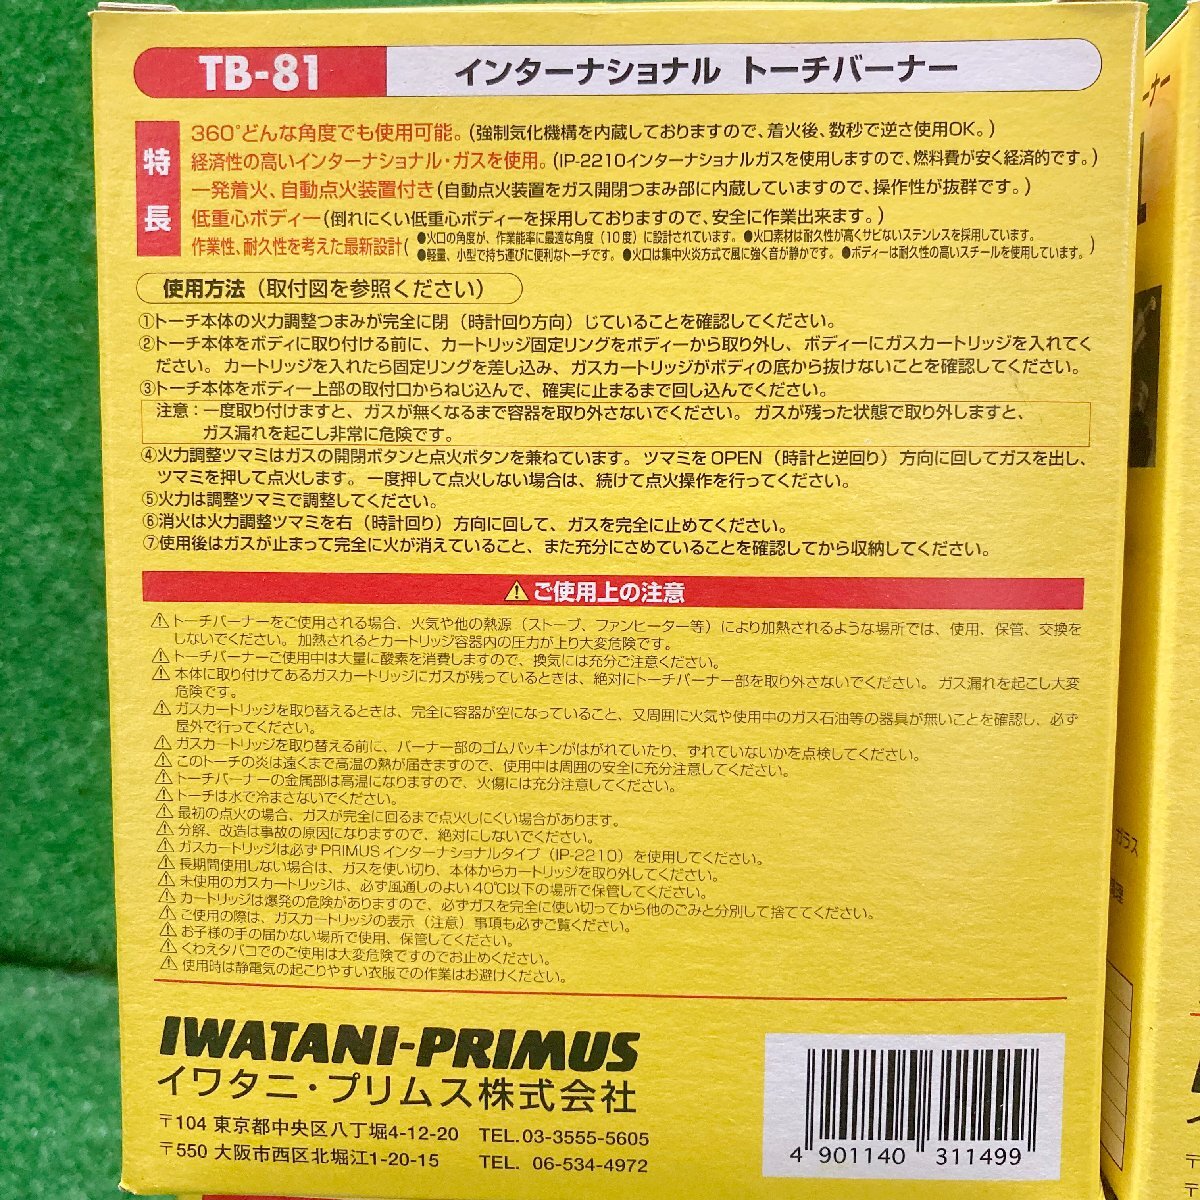 TB-81 インターナショナル トーチバーナー
特長
360°どんな角度でも使用可能。(強制気化機構を内蔵しておりますので、着火後、数秒で逆さ使用OK。)
経済性の高いインターナショナル・ガスを使用。(IP-2210インターナショナルガスを使用しますので、燃料費が安く経済的です。)
一発着火、自動点火装置付き(自動点火装置をガス開閉つまみ部に内蔵していますので、操作性が抜群です。)
低重心ボディー(倒れにくい低重心ボディーを採用しておりますので、安全に作業出来ます。)
作業性、耐久性を考えた最新設計(●火口の角度が、作業能率に最適な角度(10度)に設計されています。●火口素材は耐久性が高くサビないステンレスを採用しています。
●軽量、小型で持ち運びに便利なトーチです。●火口は集中火炎方式で風に強く音が静かです。●ボディーは耐久性の高いスチールを使用しています。)
使用方法(取付図を参照ください)
①トーチ本体の火力調整つまみが完全に閉(時計回り方向)じていることを確認してください。
②トーチ本体をボディに取り付ける前に、カートリッジ固定リングをボディーから取り外し、ボディーにガスカートリッジを入れてく
ださい。カートリッジを入れたら固定リングを差し込み、ガスカートリッジがボディの底から抜けないことを確認してください。
③トーチ本体をボディー上部の取付口からねじ込んで、確実に止まるまで回し込んでください。
注意:一度取り付けますと、ガスが無くなるまで容器を取り外さないでください。ガスが残った状態で取り外しますと、
ガス漏れを起こし非常に危険です。
④火力調整ツマミはガスの開閉ボタンと点火ボタンを兼ねています。ツマミをOPEN(時計と逆回り)方向に回してガスを出し、
ツマミを押して点火します。一度押して点火しない場合は、続けて点火操作を行ってください。
⑤火力は調整ツマミで調整してください。
⑥消火は火力調整ツマミを右(時計回り)方向に回して、ガスを完全に止めてください。
⑦使用後はガスが止まって完全に火が消えていること、また充分にさめていることを確認してから収納してください。
⚠ご使用上の注意
⚠トーチバーナーをご使用される場合、火気や他の熱源(ストーブ、ファンヒーター等)により加熱されるような場所では、使用、保管、交換を
しないでください。加熱されるとカートリッジ容器内の圧力が上り大変危険です。
⚠トーチバーナーご使用中は大量に酸素を消費しますので、換気には充分ご注意ください。
⚠本体に取り付けてあるガスカートリッジにガスが残っているときは、絶対にトーチバーナー部を取り外さないでください。ガス漏れを起こし大変
危険です。
⚠ガスカートリッジを取り替えるときは、完全に容器が空になっていること、又周囲に火気や使用中のガス石油等の器具が無いことを確認し、必ず
屋外で行ってください。
⚠ガスカートリッジを取り替える前に、バーナー部のゴムパッキンがはがれていたり、ずれていないかを点検してください。
⚠このトーチの炎は遠くまで高温の熱が届きますので、使用中は周囲の安全に充分注意してください。
⚠トーチバーナーの金属部は高温になりますので、火傷には充分注意してください。
⚠トーチは水で冷まさないでください。
⚠最初の点火の場合、ガスが完全に回るまで点火しにくい場合があります。
⚠分解、改造は事故の原因になりますので、絶対にしないでください。
⚠ガスカートリッジは必ずPRIMUSインターナショナルタイプ(IP-2210)を使用してください。
⚠長期間使用しない場合は、ガスを使い切り、本体からカートリッジを取り外してください。
⚠未使用のガスカートリッジは、必ず風通しのよい40℃以下の場所で保管してください。
⚠カートリッジは爆発の危険がありますので、必ずガスを完全に使い切ってから他のごみと分別して捨ててください。
⚠ご使用の際は、ガスカートリッジの表示(注意)事項も必ずご覧ください。
⚠お子様の手の届かない場所で使用、保管してください。
⚠くわえタバコでのご使用は大変危険ですのでお止めください。
⚠使用時は静電気の起こりやすい衣服での作業はお避けください。
IWATANI-PRIMUS
イワタニ・プリムス株式会社
〒104 東京都中央区八丁堀4-12-20 TEL.03-3555-5605
〒550 大阪市西区北堀江1-20-15 TEL. 06-534-4972
4 901140 311499
ーナー
ガラス